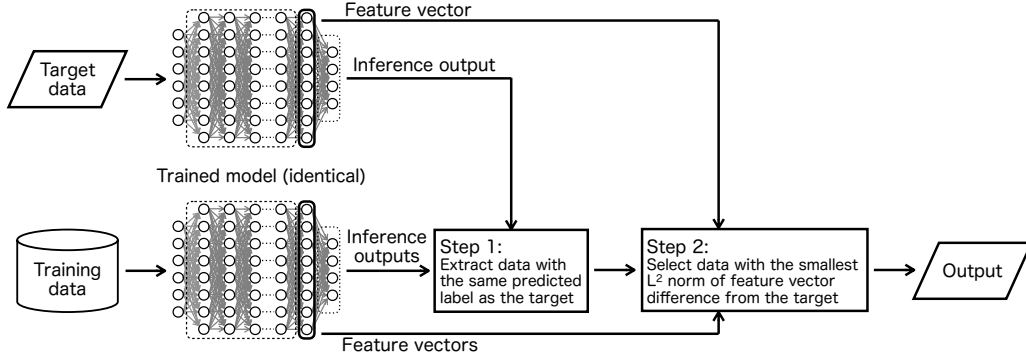 Feature vector
Target
data
Inference output
Trained model (identical)
Training
data
Inference
outputs
Step 1:
Extract data with
the same predicted
label as the target
Step 2:
Select data with the smallest
L² norm of feature vector
difference from the target
Output
Feature vectors